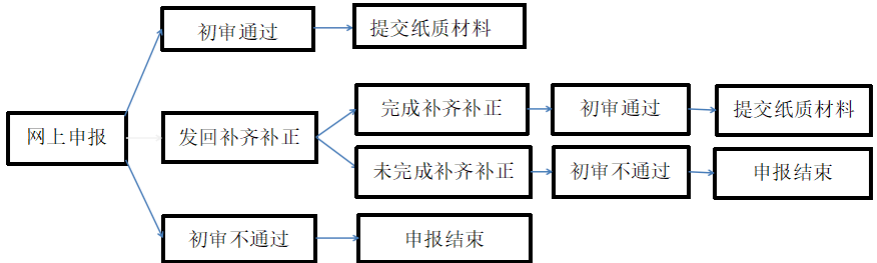 初审通过
提交纸质材料
完成补齐补正
初审通过
提交纸质材料
网上申报
发回补齐补正
未完成补齐补正
初审不通过
申报结束
初审不通过
申报结束